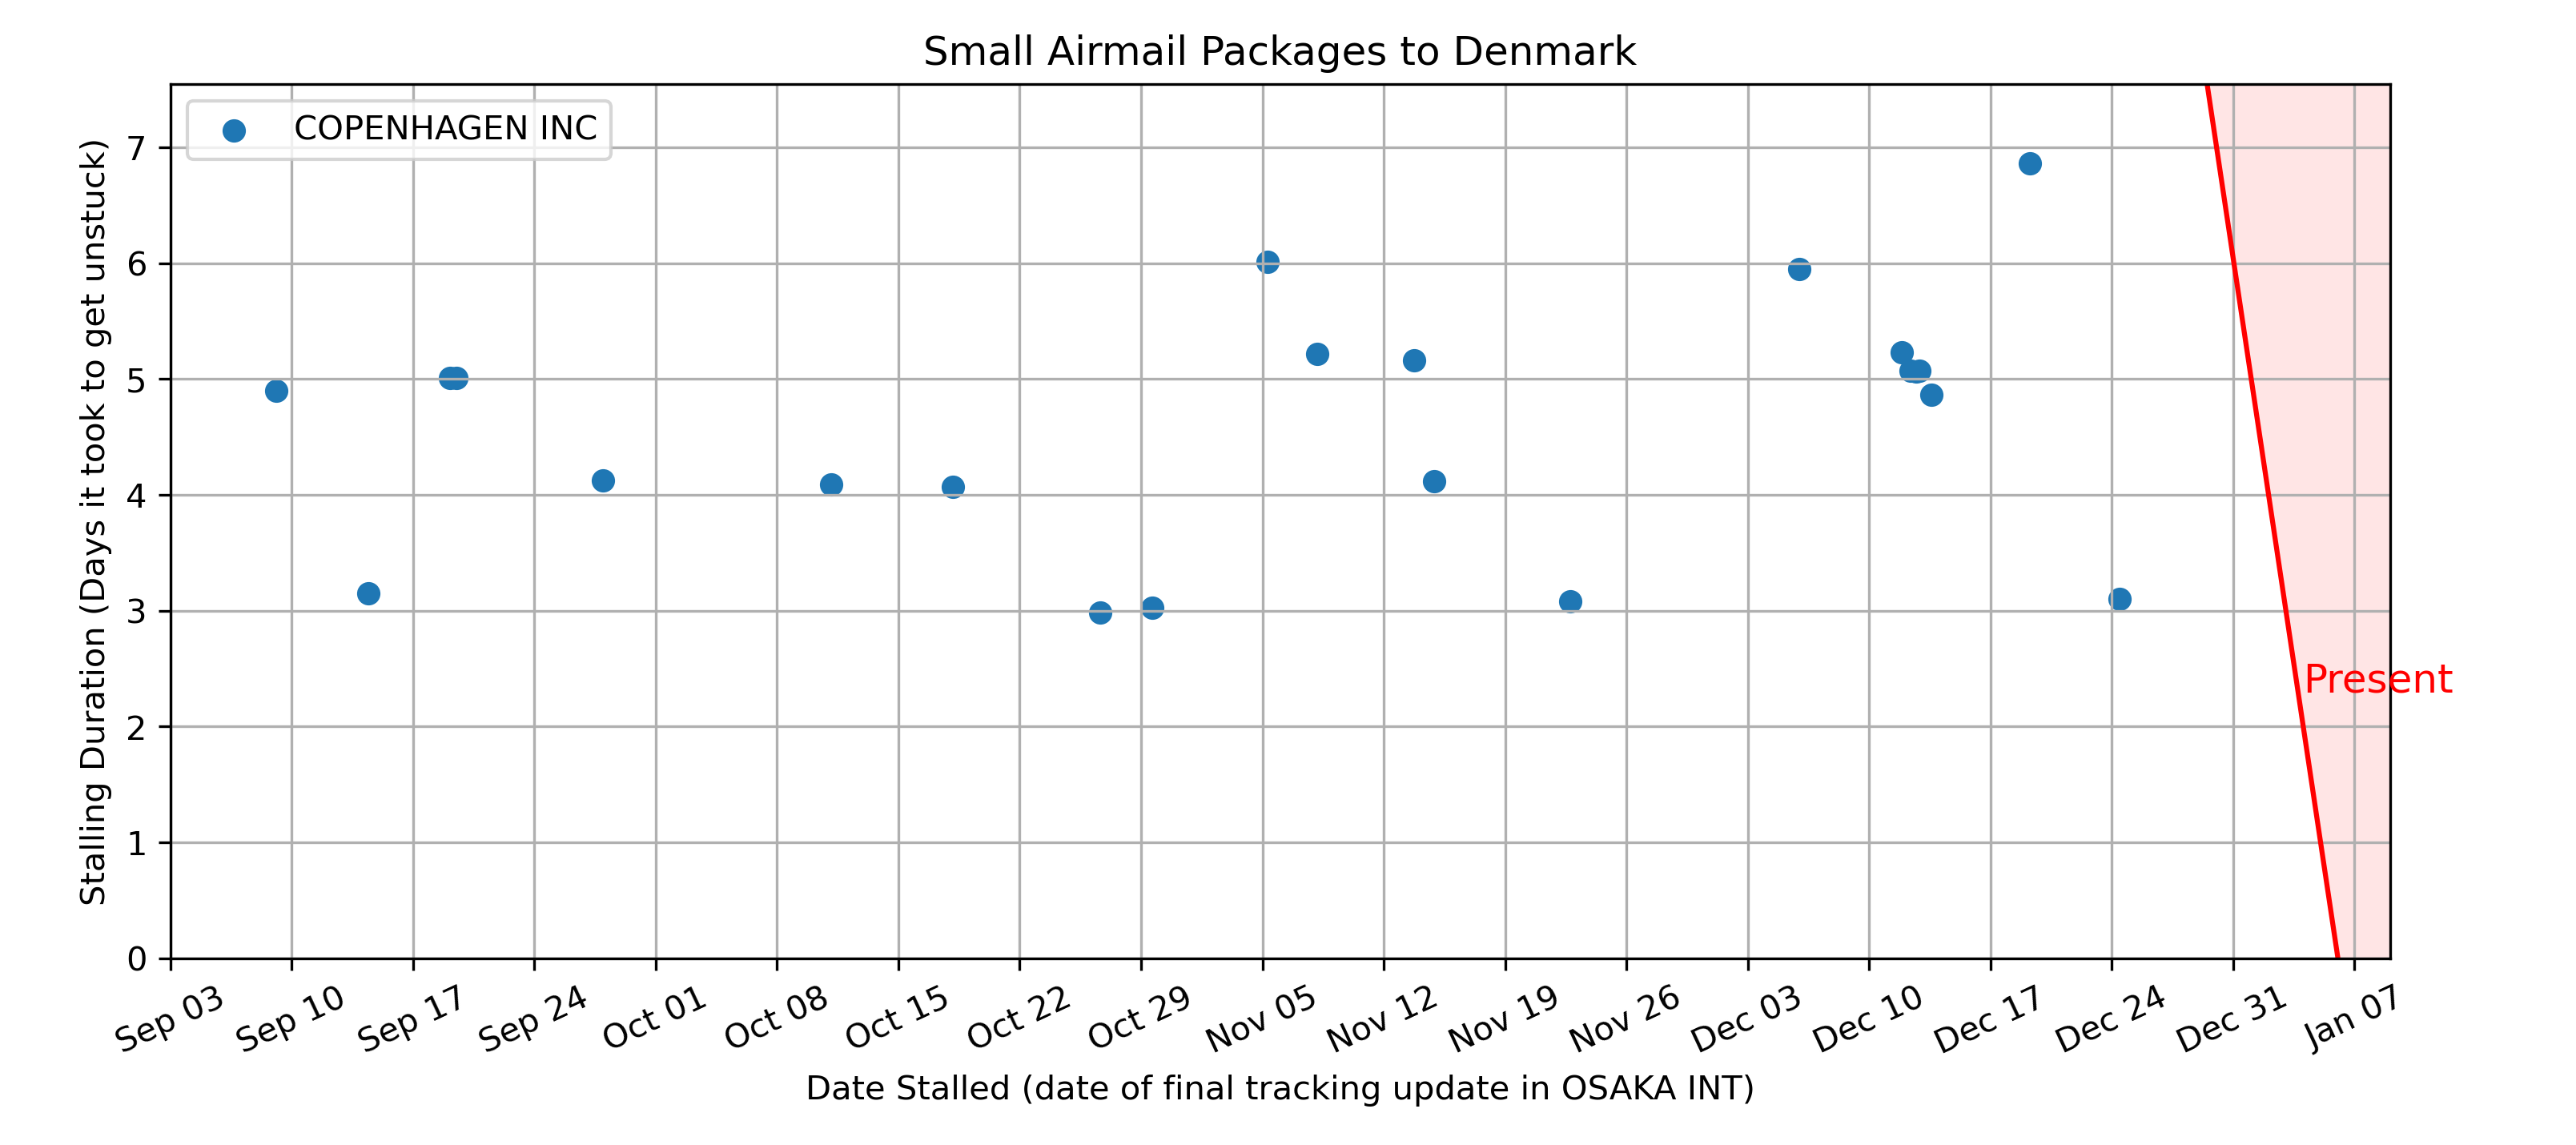 Small Airmail Packages to Denmark
COPENHAGEN INC
Stalling Duration (Days it took to get unstuck)
7
6
5
4
3
2
1
0
Present
Sep 03 Sep 10 Sep 17 Sep 24 Oct 01 Oct 08 Oct 15 Oct 22 Oct 29 Nov 05 Nov 12 Nov 19 Nov 26 Dec 03 Dec 10 Dec 17 Dec 24 Dec 31 Jan 07
Date Stalled (date of final tracking update in OSAKA INT)